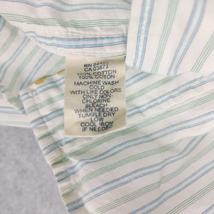 100% COTTON
100% COTTON
MACHINE WASH
COLD
WITH LIKE COLORS
ONLY NON
CHLORINE
BLEACH
WHEN NEEDED
TUMBLE DRY
LOW
COOL IRON
IF NEEDED